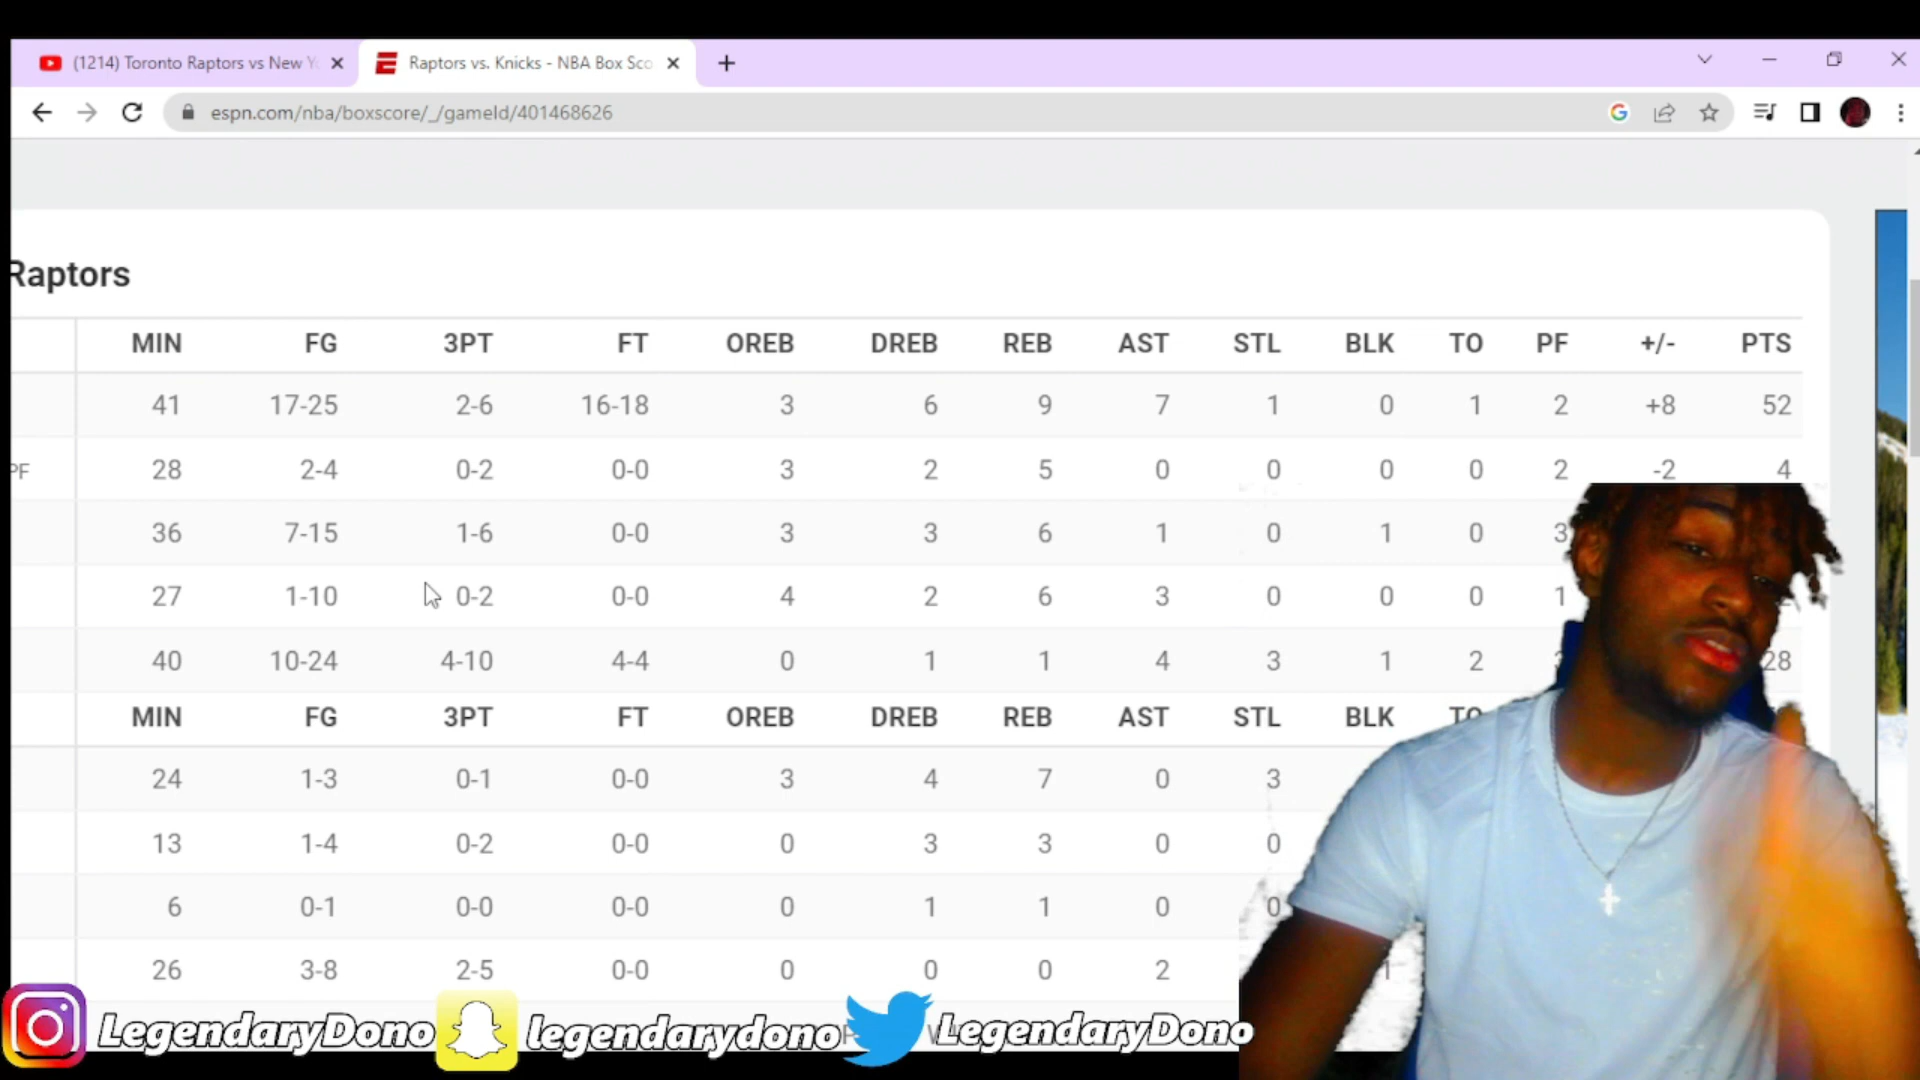 (1214) Toronto Raptors vs New Y
Raptors vs. Knicks - NBA Box Sco
espn.com/nba/boxscore/_/gameId/401468626
Raptors
MIN FG 3PT FT OREB DREB REB AST STL BLK TO PF +/- PTS
41 17-25 2-6 16-18 3 6 9 7 1 0 1 2 +8 52
PF 28 2-4 0-2 0-0 3 2 5 0 0 0 0 2 -2 4
36 7-15 1-6 0-0 3 3 6 1 0 1 0 3
27 1-10 0-2 0-0 4 2 6 3 0 0 0 1
40 10-24 4-10 4-4 0 1 1 4 3 1 2 28
MIN FG 3PT FT OREB DREB REB AST STL BLK TO
24 1-3 0-1 0-0 3 4 7 0 3
13 1-4 0-2 0-0 0 3 3 0 0
6 0-1 0-0 0-0 0 1 1 0 0
26 3-8 2-5 0-0 0 0 0 2 1
LegendaryDono legendarydono LegendaryDono